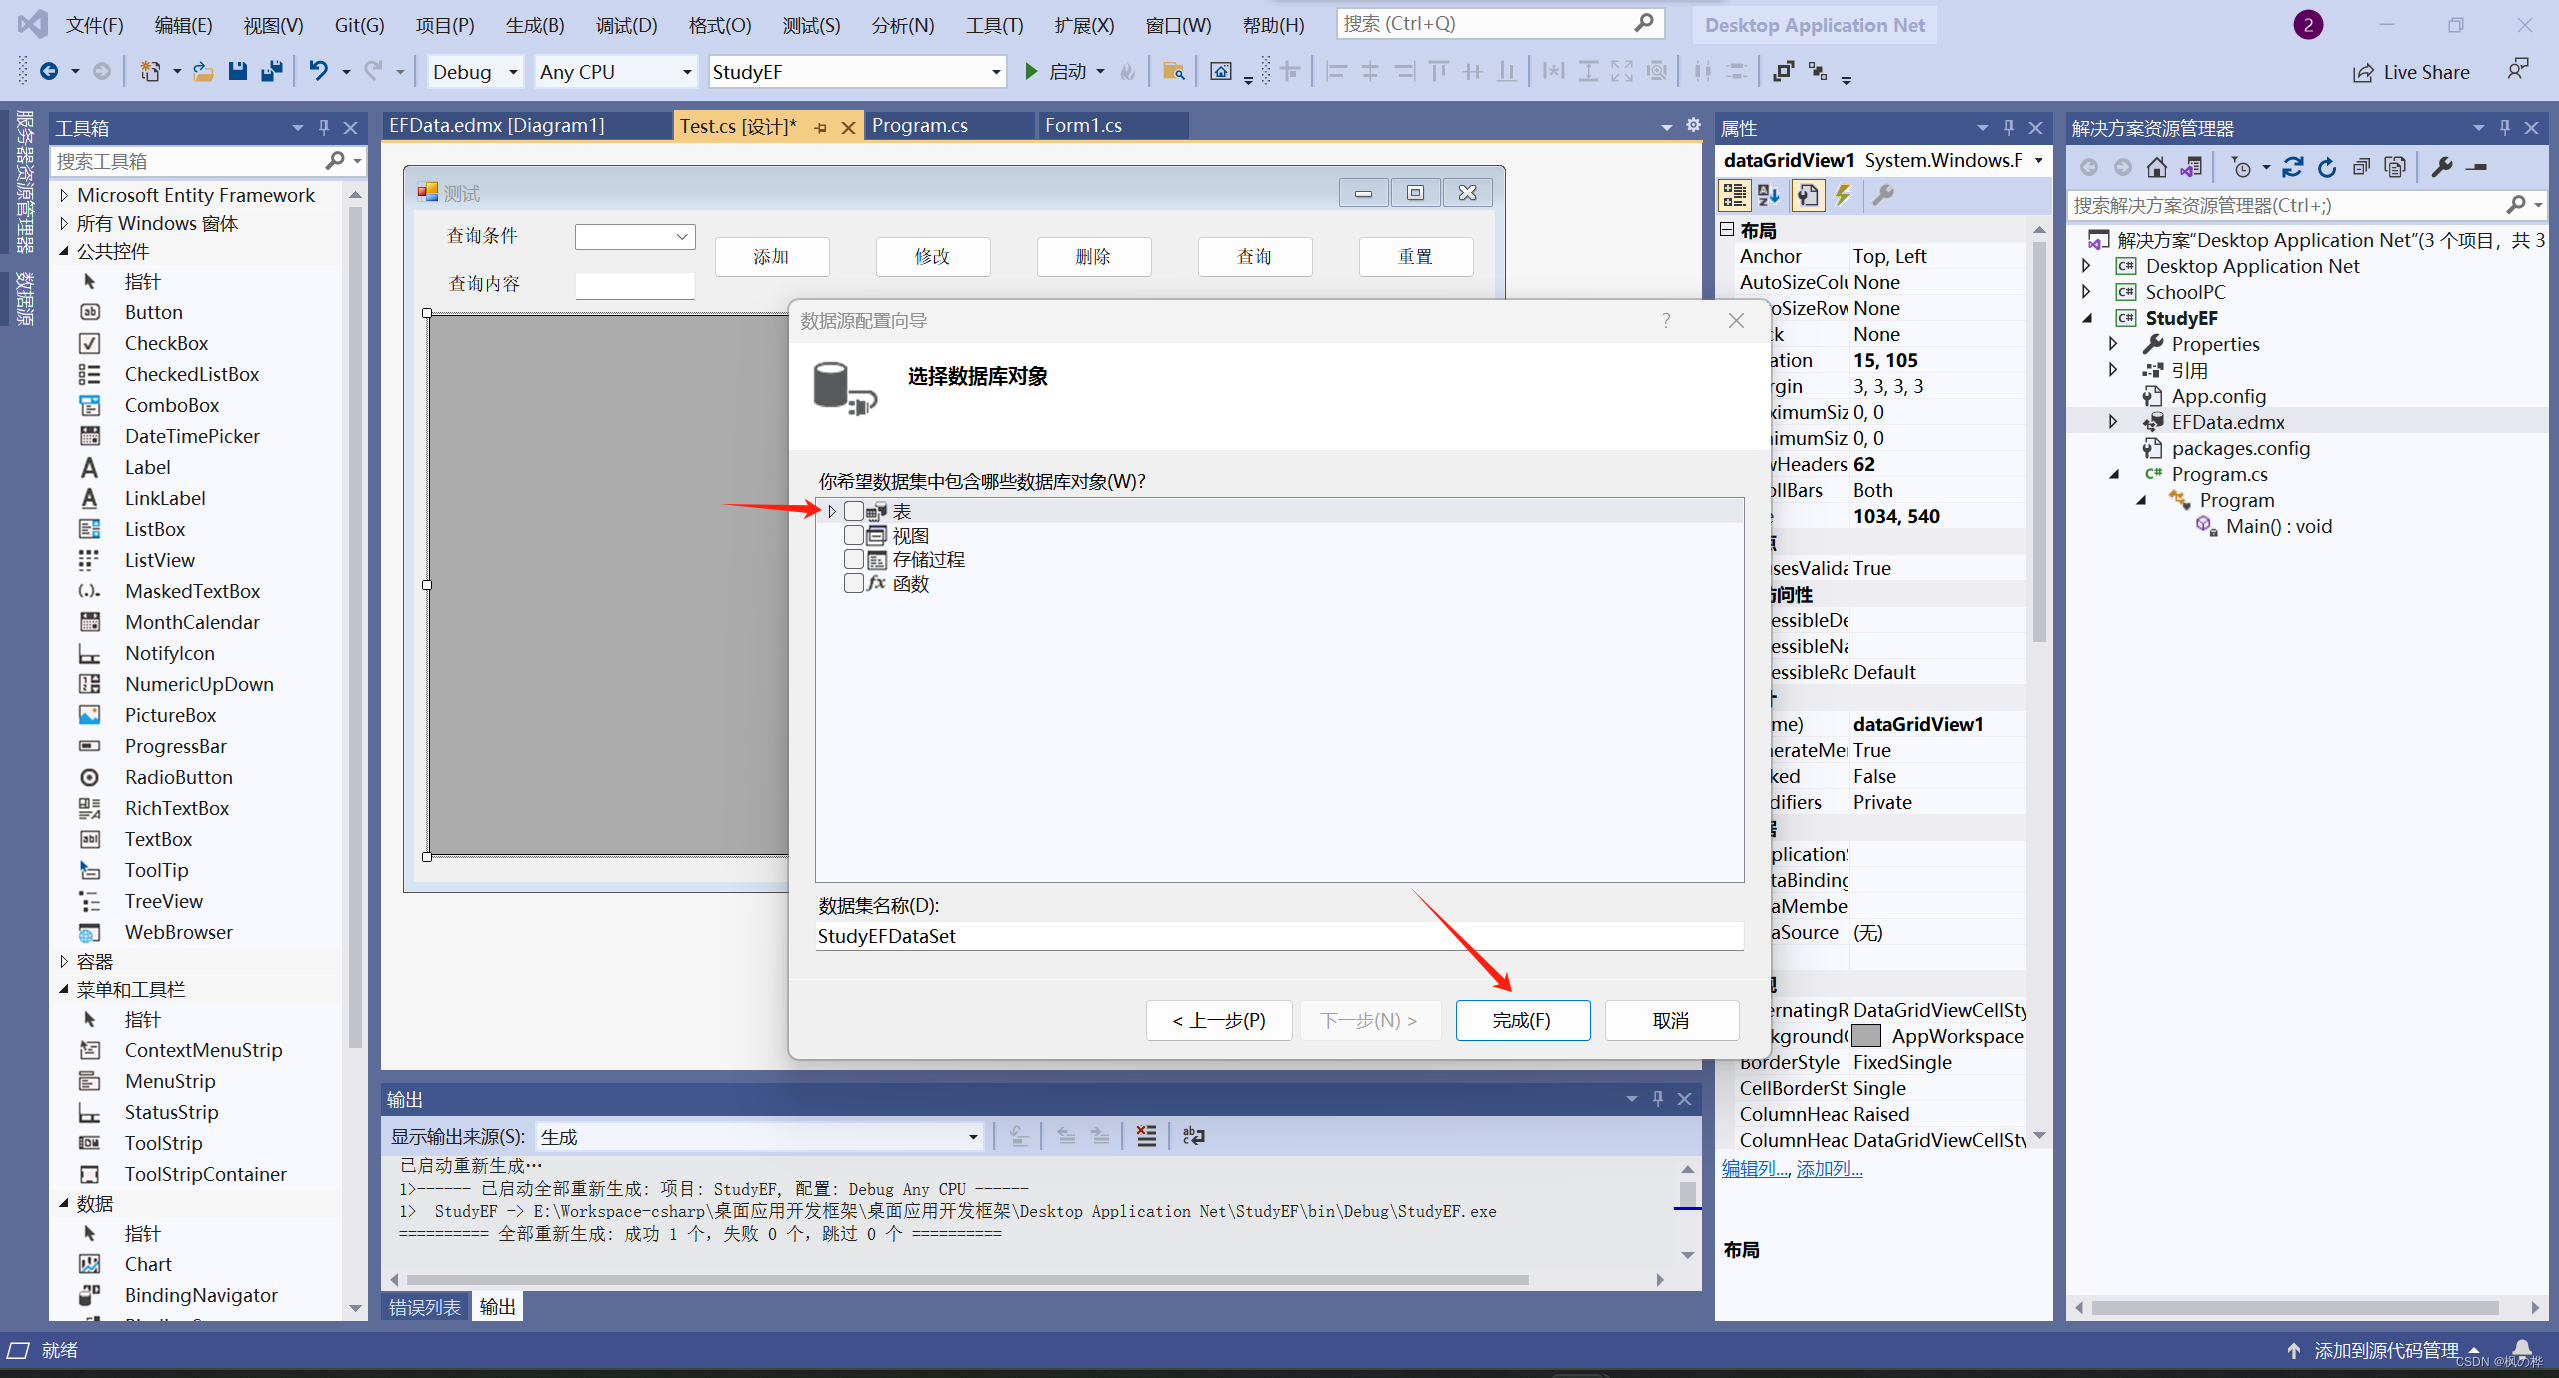 文件(F) 编辑(E) 视图(V) Git(G) 项目(P) 生成(B) 调试(D) 格式(O) 测试(S) 分析(N) 工具(T) 扩展(X) 窗口(W) 帮助(H) 搜索 (Ctrl+Q) Desktop Application Net 2
Debug Any CPU StudyEF 启动 Live Share
服务器资源管理器
数据源
工具箱
搜索工具箱
Microsoft Entity Framework
所有 Windows 窗体
公共控件
指针
Button
CheckBox
CheckedListBox
ComboBox
DateTimePicker
Label
LinkLabel
ListBox
ListView
MaskedTextBox
MonthCalendar
NotifyIcon
NumericUpDown
PictureBox
ProgressBar
RadioButton
RichTextBox
TextBox
ToolTip
TreeView
WebBrowser
容器
菜单和工具栏
指针
ContextMenuStrip
MenuStrip
StatusStrip
ToolStrip
ToolStripContainer
数据
指针
Chart
BindingNavigator
EFData.edmx [Diagram1] Test.cs [设计]* Program.cs Form1.cs
测试
查询条件
添加 修改 删除 查询 重置
查询内容
数据源配置向导
选择数据库对象
你希望数据集中包含哪些数据库对象(W)?
表
视图
存储过程
函数
数据集名称(D):
StudyEFDataSet
< 上一步(P) 下一步(N) > 完成(F) 取消
输出
显示输出来源(S): 生成
已启动重新生成…
1>------ 已启动全部重新生成: 项目: StudyEF, 配置: Debug Any CPU ------
1> StudyEF -> E:\Workspace-csharp\桌面应用开发框架\桌面应用开发框架\Desktop Application Net\StudyEF\bin\Debug\StudyEF.exe
========== 全部重新生成: 成功 1 个，失败 0 个，跳过 0 个 ==========
错误列表 输出
属性
dataGridView1 System.Windows.F
布局
Anchor Top, Left
AutoSizeColu None
oSizeRow None
ck None
ation 15, 105
rgin 3, 3, 3, 3
ximumSiz 0, 0
nimumSiz 0, 0
wHeaders 62
ollBars Both
e 1034, 540
点
sesValida True
访问性
essibleDe
essibleNa
essibleRo Default
me) dataGridView1
nerateMe True
ked False
difiers Private
据
plication
taBinding
aMembe
aSource (无)
观
ernatingR DataGridViewCellSty
kground AppWorkspace
BorderStyle FixedSingle
CellBorderSt Single
ColumnHeac Raised
ColumnHeac DataGridViewCellSty
编辑列..., 添加列...
布局
解决方案资源管理器
搜索解决方案资源管理器(Ctrl+;)
解决方案“Desktop Application Net”(3 个项目，共 3
Desktop Application Net
SchoolPC
StudyEF
Properties
引用
App.config
EFData.edmx
packages.config
Program.cs
Program
Main() : void
就绪 添加到源代码管理
CSDN @枫の桦